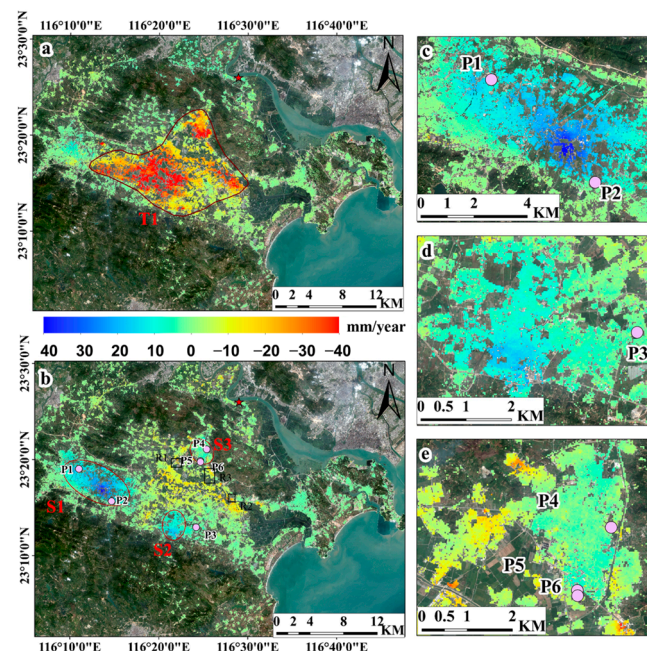 116°10'0"E 116°20'0"E 116°30'0"E 116°40'0"E
23°30'0"N
23°20'0"N
23°10'0"N
a
N
T1
0 2 4 8 12
KM
mm/year
40 30 20 10 0 −10 −20 −30 −40
23°30'0"N
23°20'0"N
23°10'0"N
b
N
P4
S3
R1
P5
P1
P6
R3
S1
P2
R2
S2
P3
0 2 4 8 12
KM
116°10'0"E 116°20'0"E 116°30'0"E 116°40'0"E
c
P1
P2
0 1 2 4
KM
d
P3
0 0.5 1 2
KM
e
P4
P5
P6
0 0.5 1 2
KM